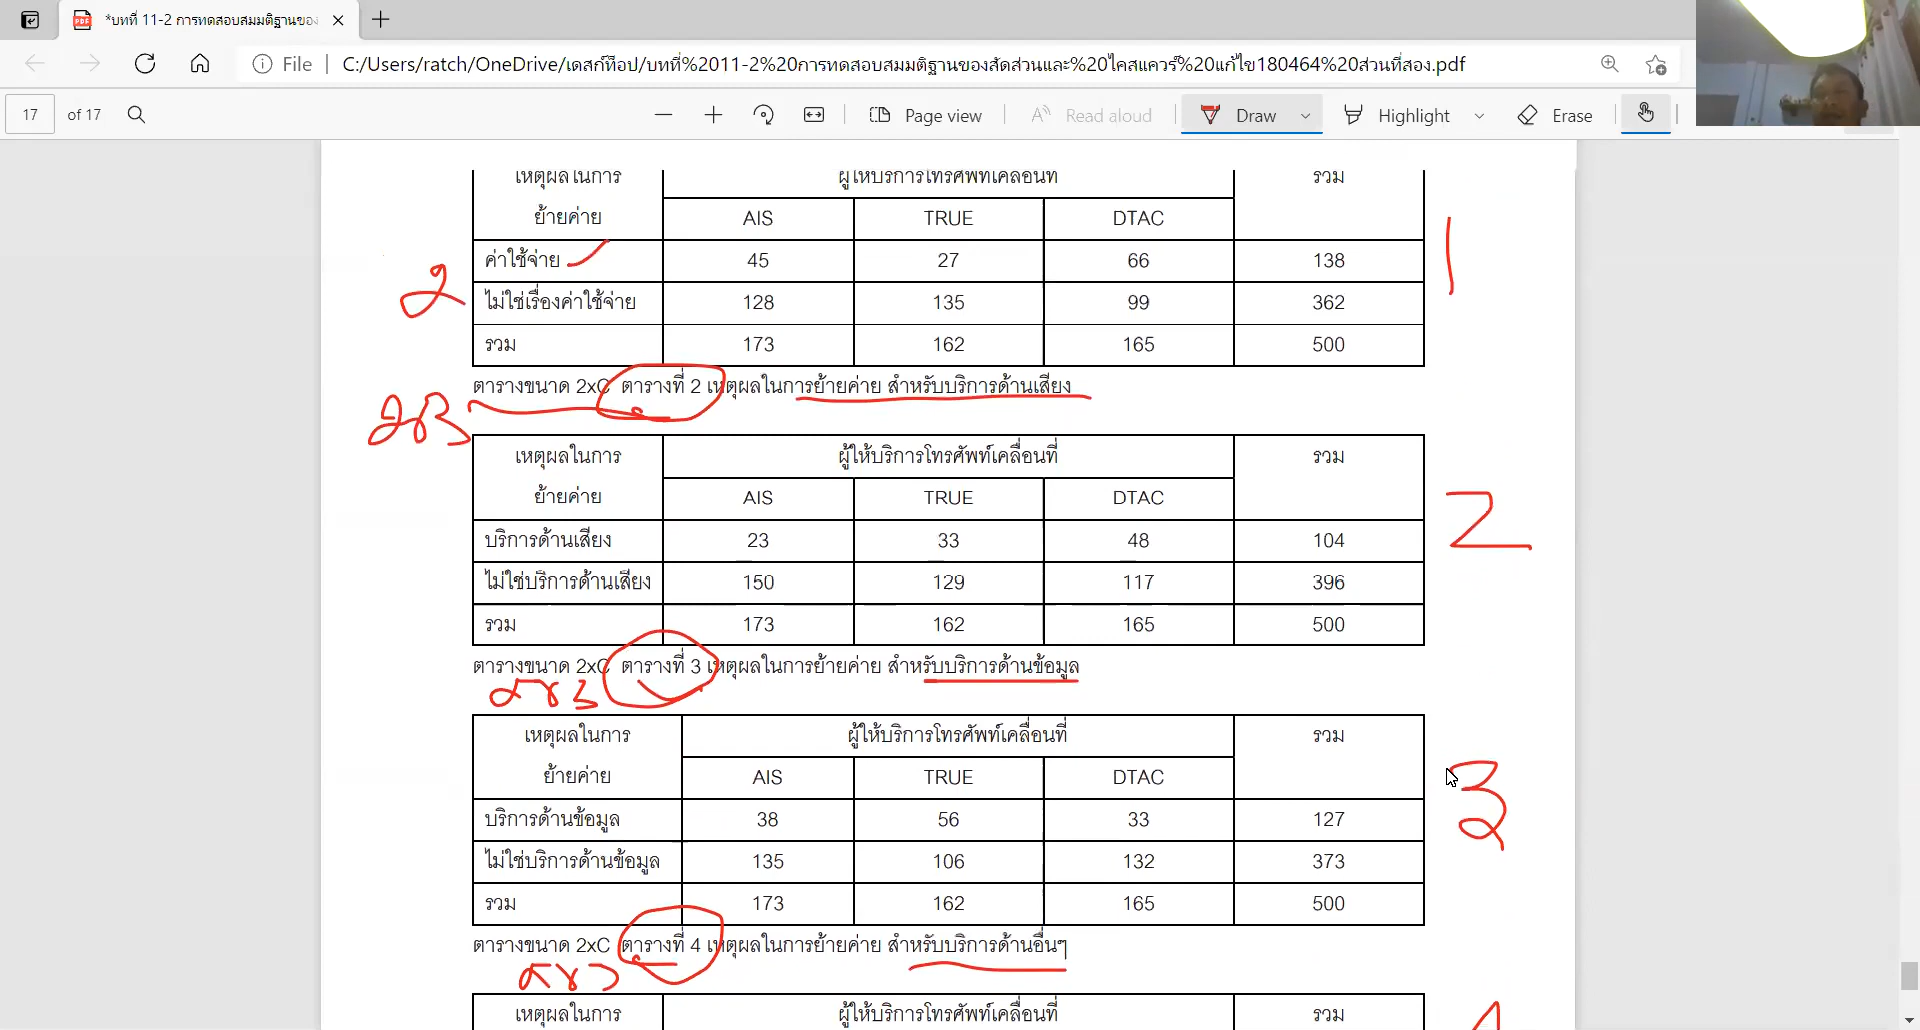 *บทที่ 11-2 การทดสอบสมมติฐานของ
File
C:/Users/ratch/OneDrive/เดสก์ท็อป/บทที่%2011-2%20การทดสอบสมมติฐานของสัดส่วนและ%20ไคสแควร์%20แก้ไข180464%20ส่วนที่สอง.pdf
17 of 17 Page view Read aloud Draw Highlight Erase
เหตุผลในการ ผู้ให้บริการโทรศัพท์เคลื่อนที่ รวม
ย้ายค่าย AIS TRUE DTAC
ค่าใช้จ่าย 45 27 66 138 1
2 ไม่ใช่เรื่องค่าใช้จ่าย 128 135 99 362
รวม 173 162 165 500
ตารางขนาด 2xC ตารางที่ 2 เหตุผลในการย้ายค่าย สำหรับบริการด้านเสียง
2x3
เหตุผลในการ ผู้ให้บริการโทรศัพท์เคลื่อนที่ รวม
ย้ายค่าย AIS TRUE DTAC 2
บริการด้านเสียง 23 33 48 104
ไม่ใช่บริการด้านเสียง 150 129 117 396
รวม 173 162 165 500
ตารางขนาด 2xC ตารางที่ 3 เหตุผลในการย้ายค่าย สำหรับบริการด้านข้อมูล
2x3
เหตุผลในการ ผู้ให้บริการโทรศัพท์เคลื่อนที่ รวม
ย้ายค่าย AIS TRUE DTAC 3
บริการด้านข้อมูล 38 56 33 127
ไม่ใช่บริการด้านข้อมูล 135 106 132 373
รวม 173 162 165 500
ตารางขนาด 2xC ตารางที่ 4 เหตุผลในการย้ายค่าย สำหรับบริการด้านอื่นๆ
2x3
เหตุผลในการ ผู้ให้บริการโทรศัพท์เคลื่อนที่ รวม